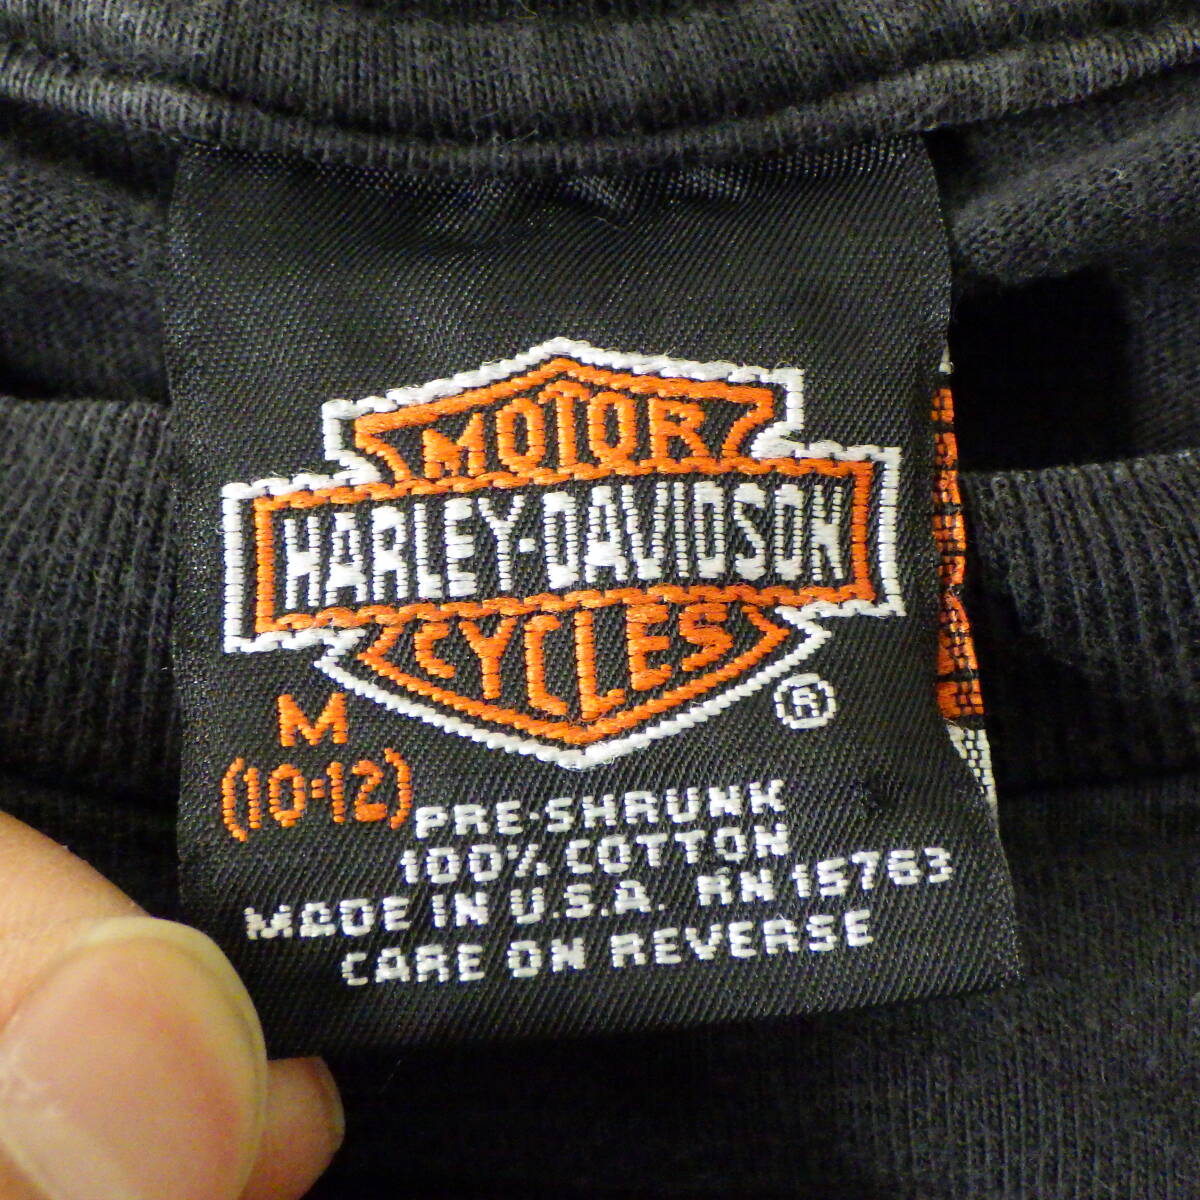 MOTOR
HARLEY-DAVIDSON
CYCLES
®
M
(10-12)
PRE-SHRUNK
100% COTTON
MADE IN U.S.A. RN 15763
CARE ON REVERSE